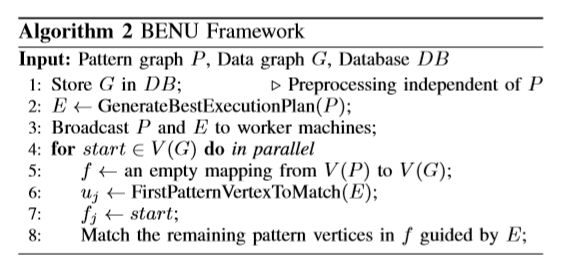 Algorithm 2 BENU Framework
Input: Pattern graph P, Data graph G, Database DB
1: Store G in DB; ▷ Preprocessing independent of P
2: E ← GenerateBestExecutionPlan(P);
3: Broadcast P and E to worker machines;
4: for start ∈ V(G) do in parallel
5: f ← an empty mapping from V(P) to V(G);
6: u_j ← FirstPatternVertexToMatch(E);
7: f_j ← start;
8: Match the remaining pattern vertices in f guided by E;